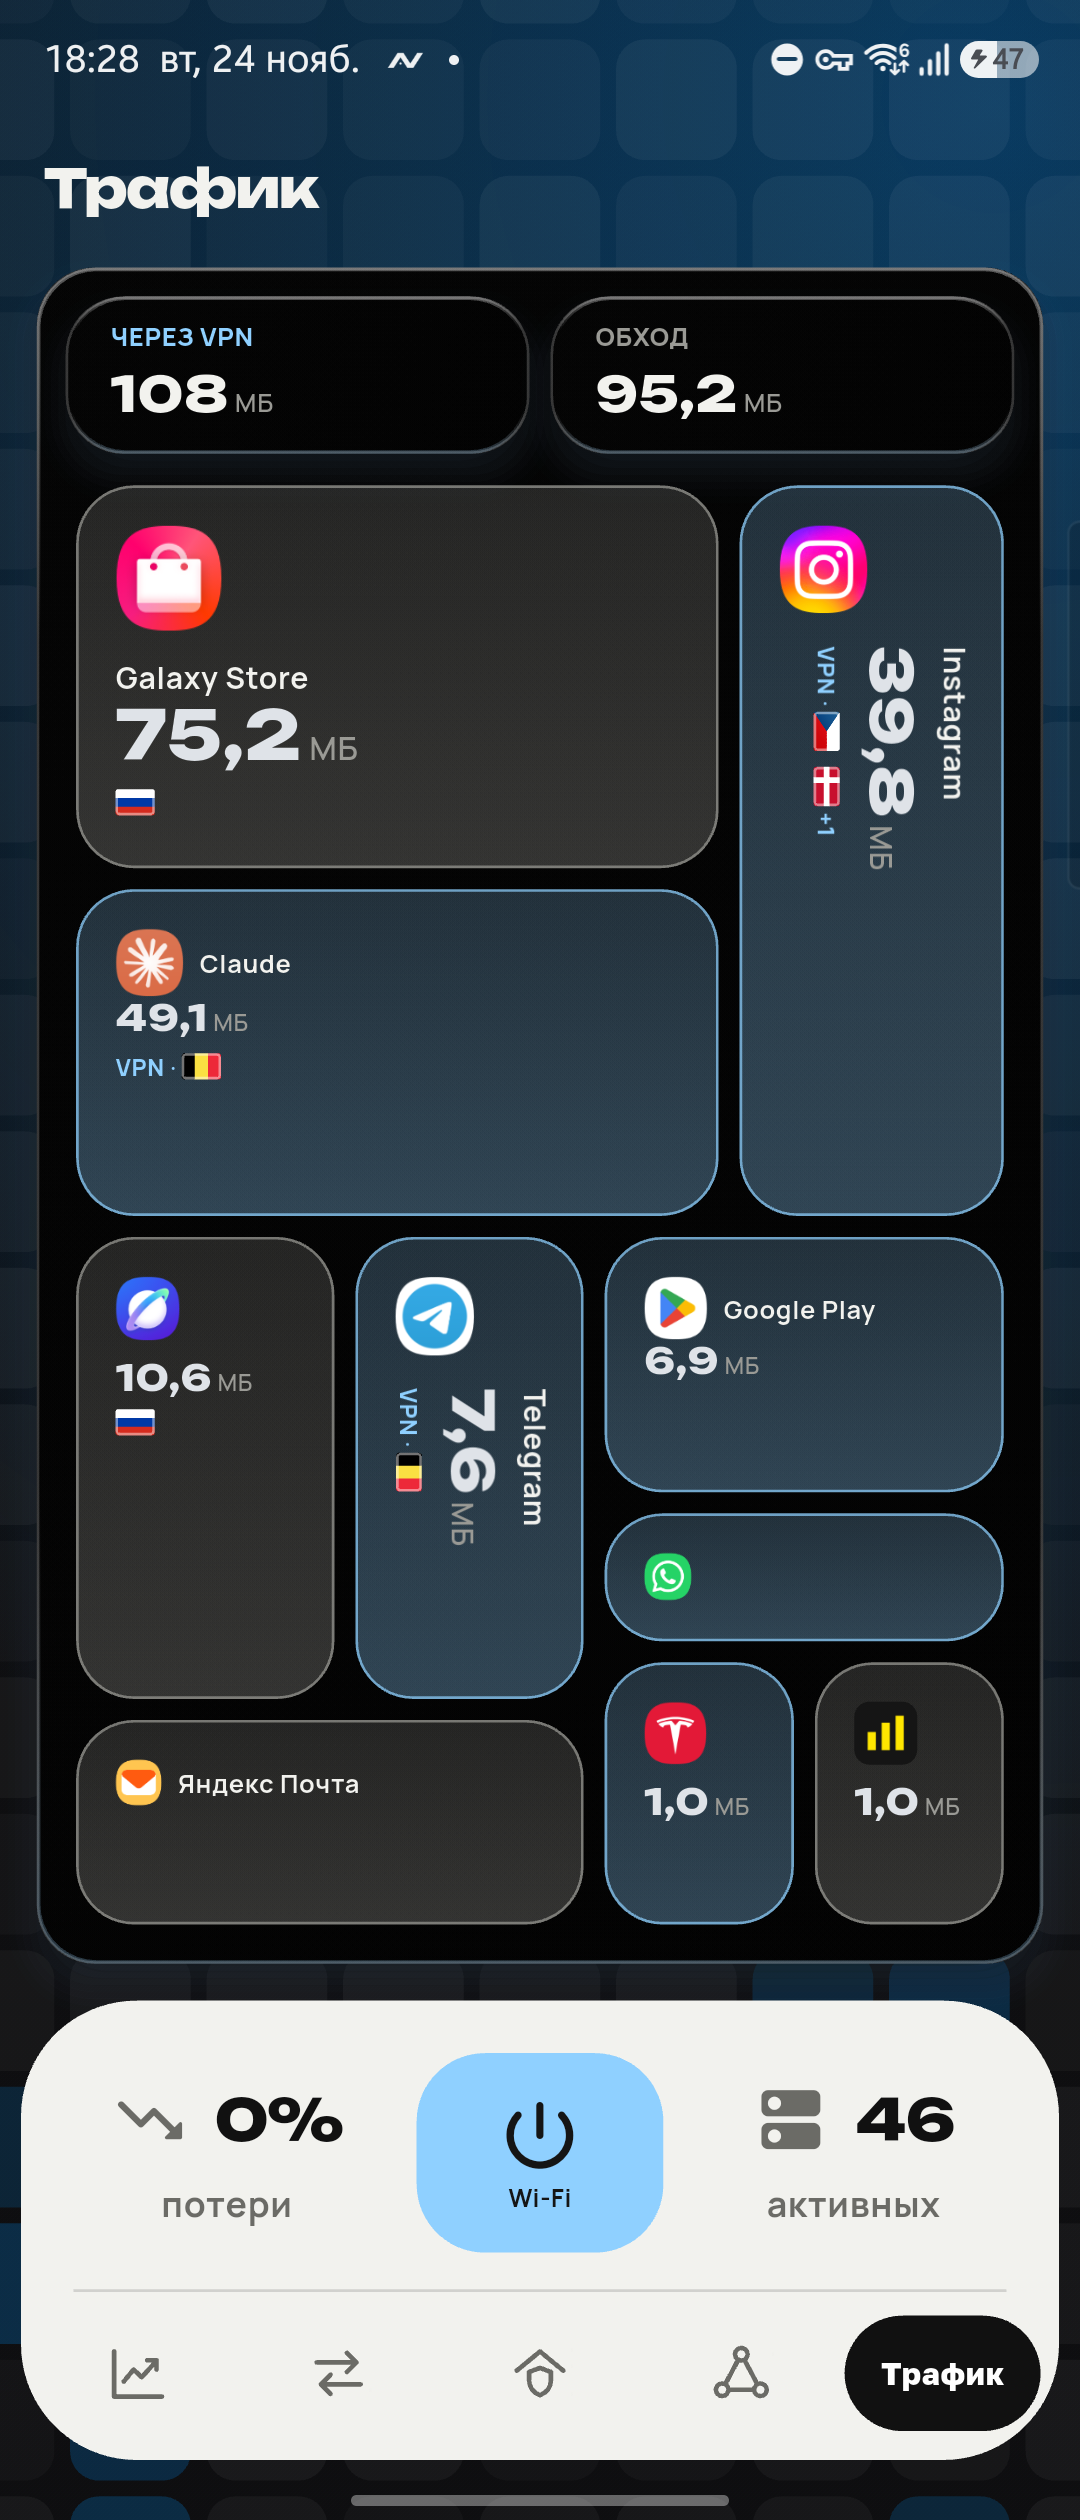 18:28 вт, 24 нояб.
6
47
Трафик
ЧЕРЕЗ VPN
108 МБ
ОБХОД
95,2 МБ
Galaxy Store
75,2 МБ
Instagram
39,8 МБ
VPN · +1
Claude
49,1 МБ
VPN ·
10,6 МБ
Telegram
7,6 МБ
VPN ·
Google Play
6,9 МБ
Яндекс Почта
1,0 МБ
1,0 МБ
0%
потери
Wi-Fi
46
активных
Трафик